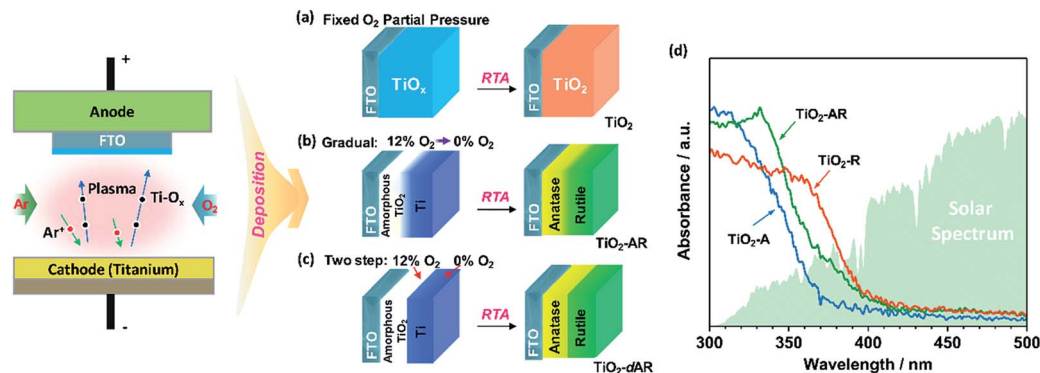 +
Anode
FTO
Plasma
Ti-Oₓ
Ar
O₂
Ar⁺
Cathode (Titanium)
-
Deposition
(a) Fixed O₂ Partial Pressure
FTO
TiOₓ
RTA
FTO
TiO₂
TiO₂
(b) Gradual: 12% O₂ → 0% O₂
FTO
Amorphous
TiO₂
Ti
RTA
FTO
Anatase
Rutile
TiO₂-AR
(c) Two step: 12% O₂ 0% O₂
FTO
Amorphous
TiO₂
Ti
RTA
FTO
Anatase
Rutile
TiO₂-dAR
(d)
Absorbance / a.u.
TiO₂-AR
TiO₂-R
TiO₂-A
Solar
Spectrum
300 350 400 450 500
Wavelength / nm